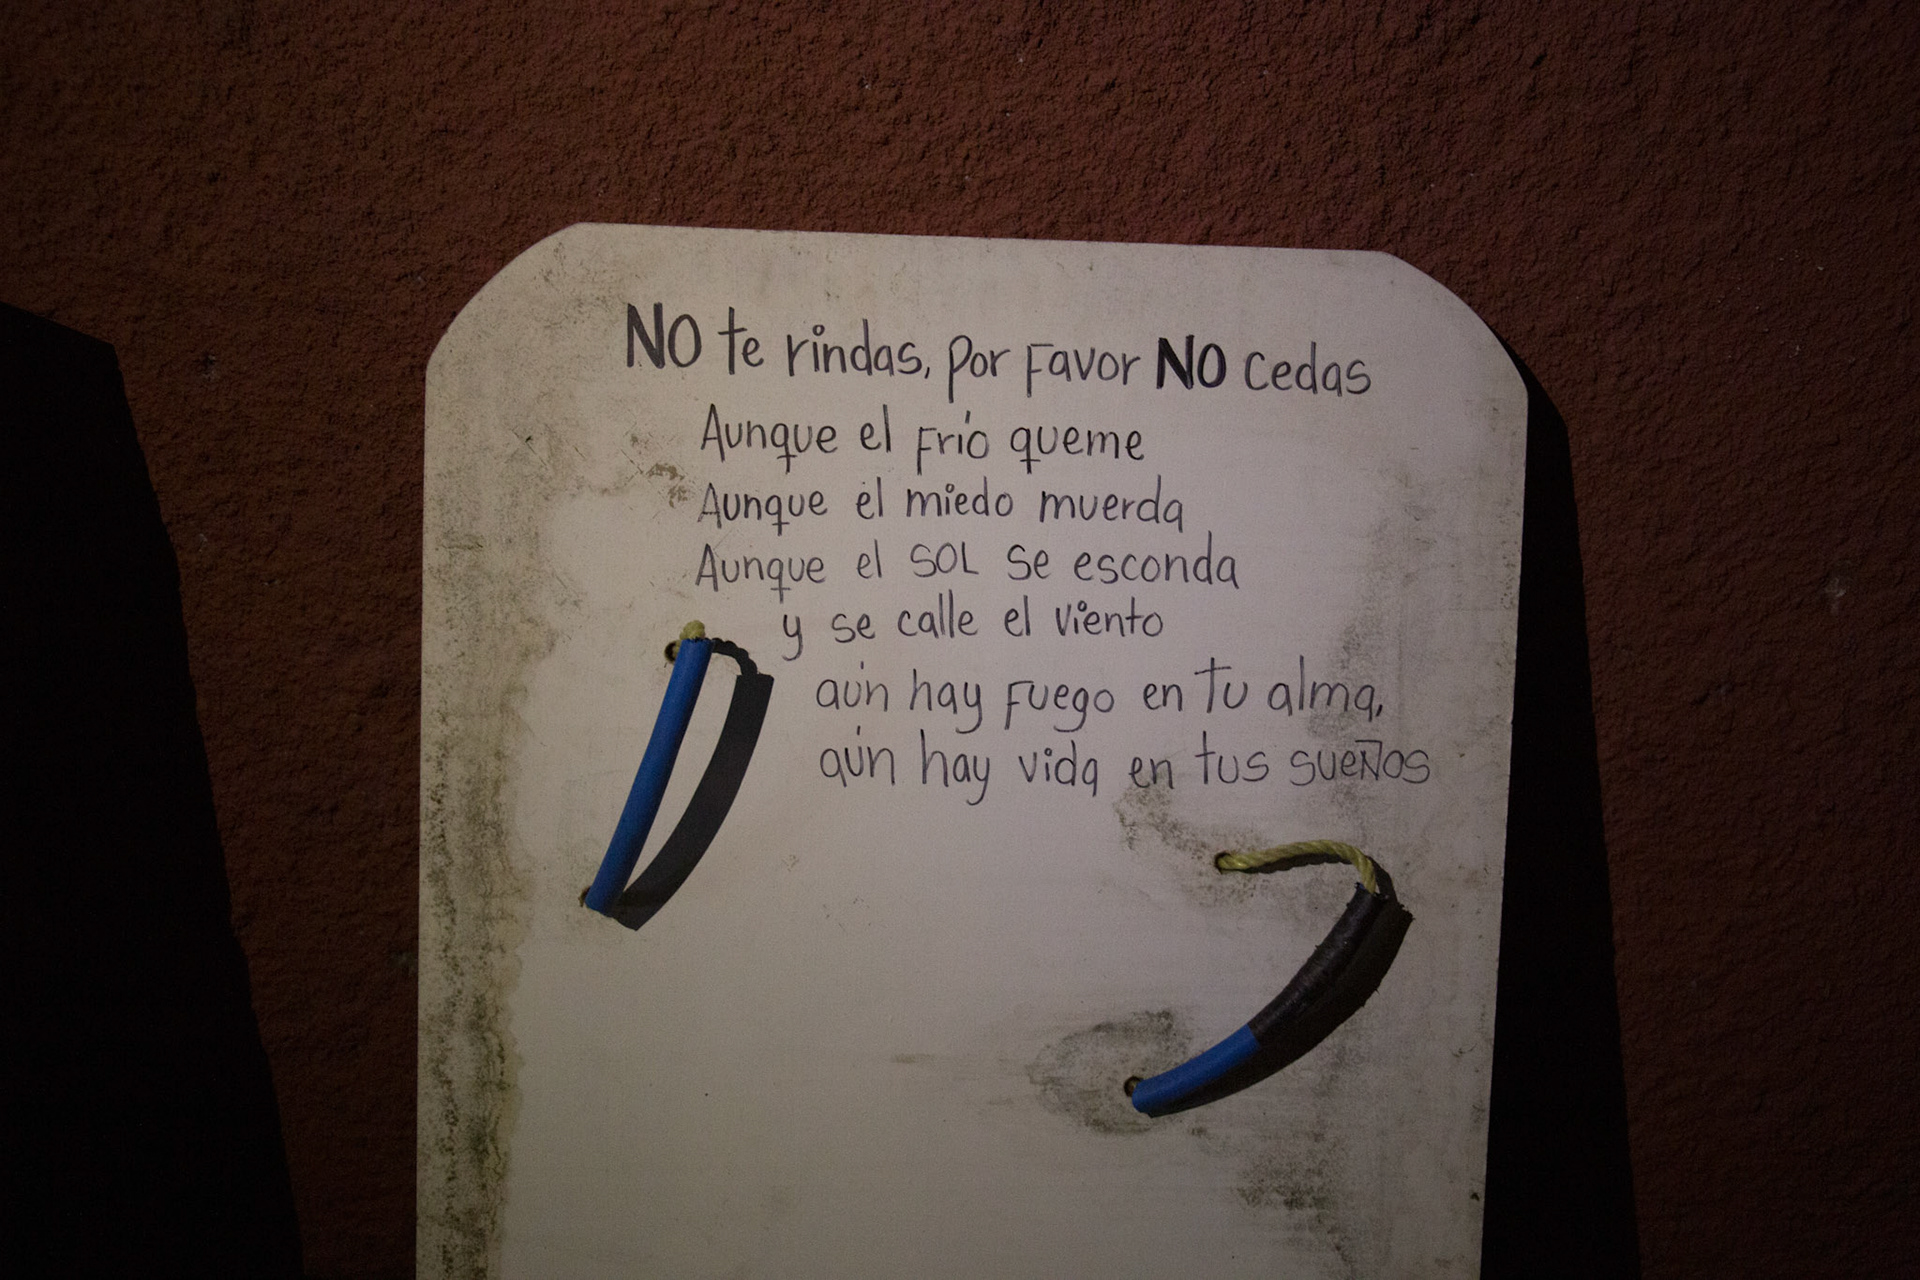 NO te rindas, por Favor NO cedas
Aunque el Frío queme
Aunque el miedo muerda
Aunque el SOL Se esconda
y se calle el viento
aún hay Fuego en tu alma,
aún hay vida en tus sueÑos